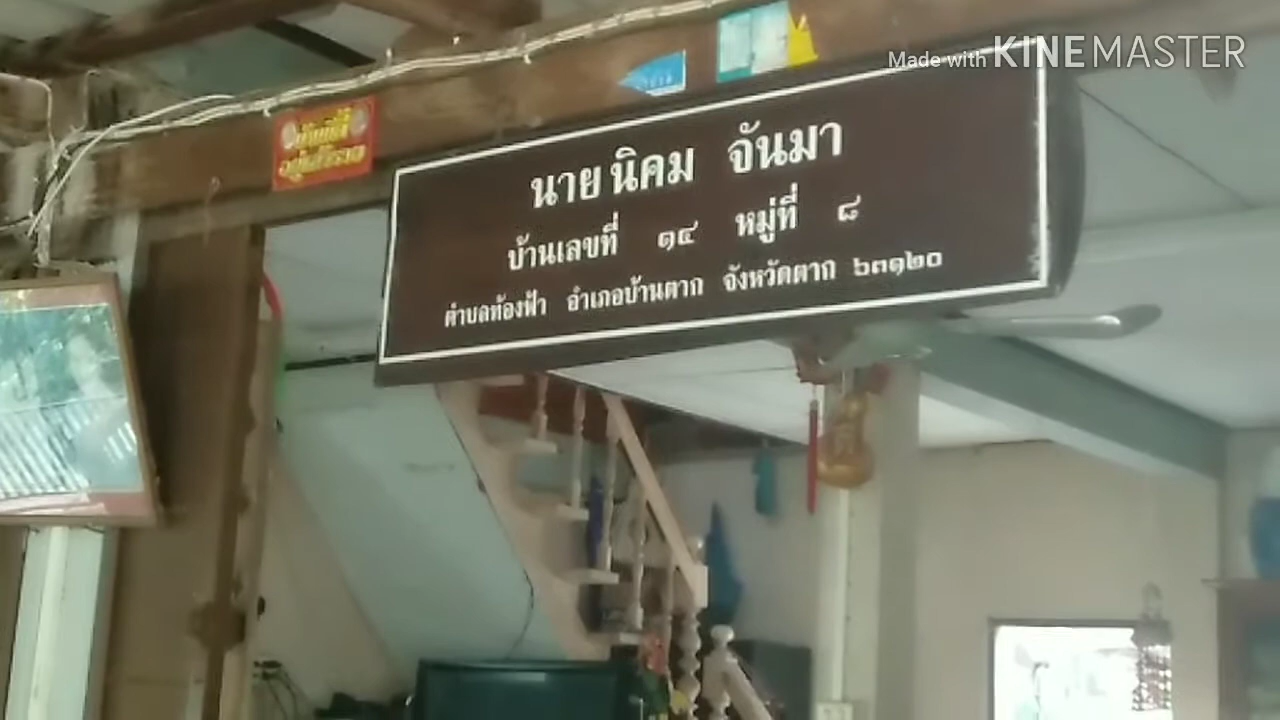 Made with KINEMASTER
นายนิคม จันมา
บ้านเลขที่ ๑๔ หมู่ที่ ๘
ตำบลท้องฟ้า อำเภอบ้านตาก จังหวัดตาก ๖๓๑๒๐